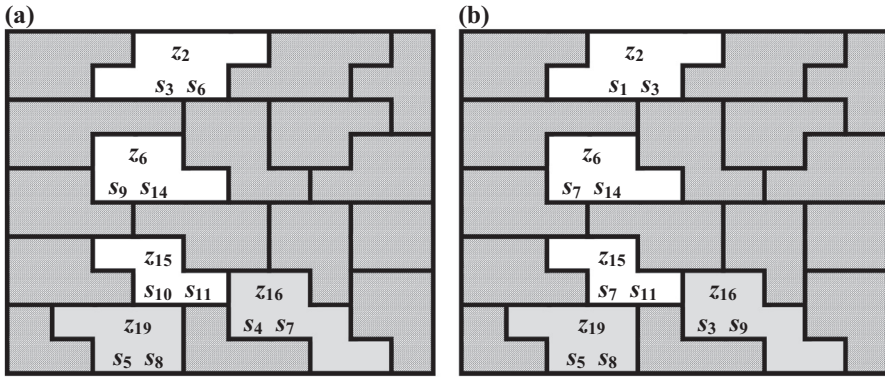 (a)
z₂
s₃ s₆
z₆
s₉ s₁₄
z₁₅
s₁₀ s₁₁
z₁₆
s₄ s₇
z₁₉
s₅ s₈
(b)
z₂
s₁ s₃
z₆
s₇ s₁₄
z₁₅
s₇ s₁₁
z₁₆
s₃ s₉
z₁₉
s₅ s₈